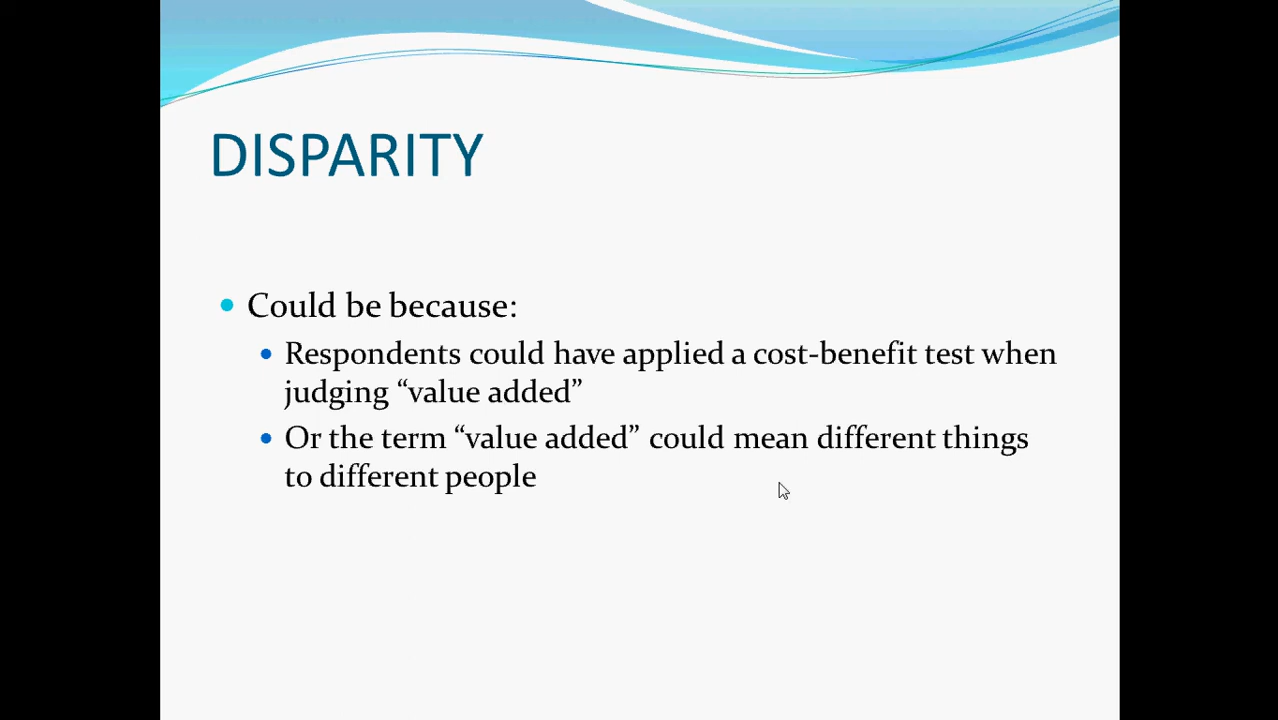 DISPARITY
Could be because:
Respondents could have applied a cost-benefit test when
judging “value added”
Or the term “value added” could mean different things
to different people